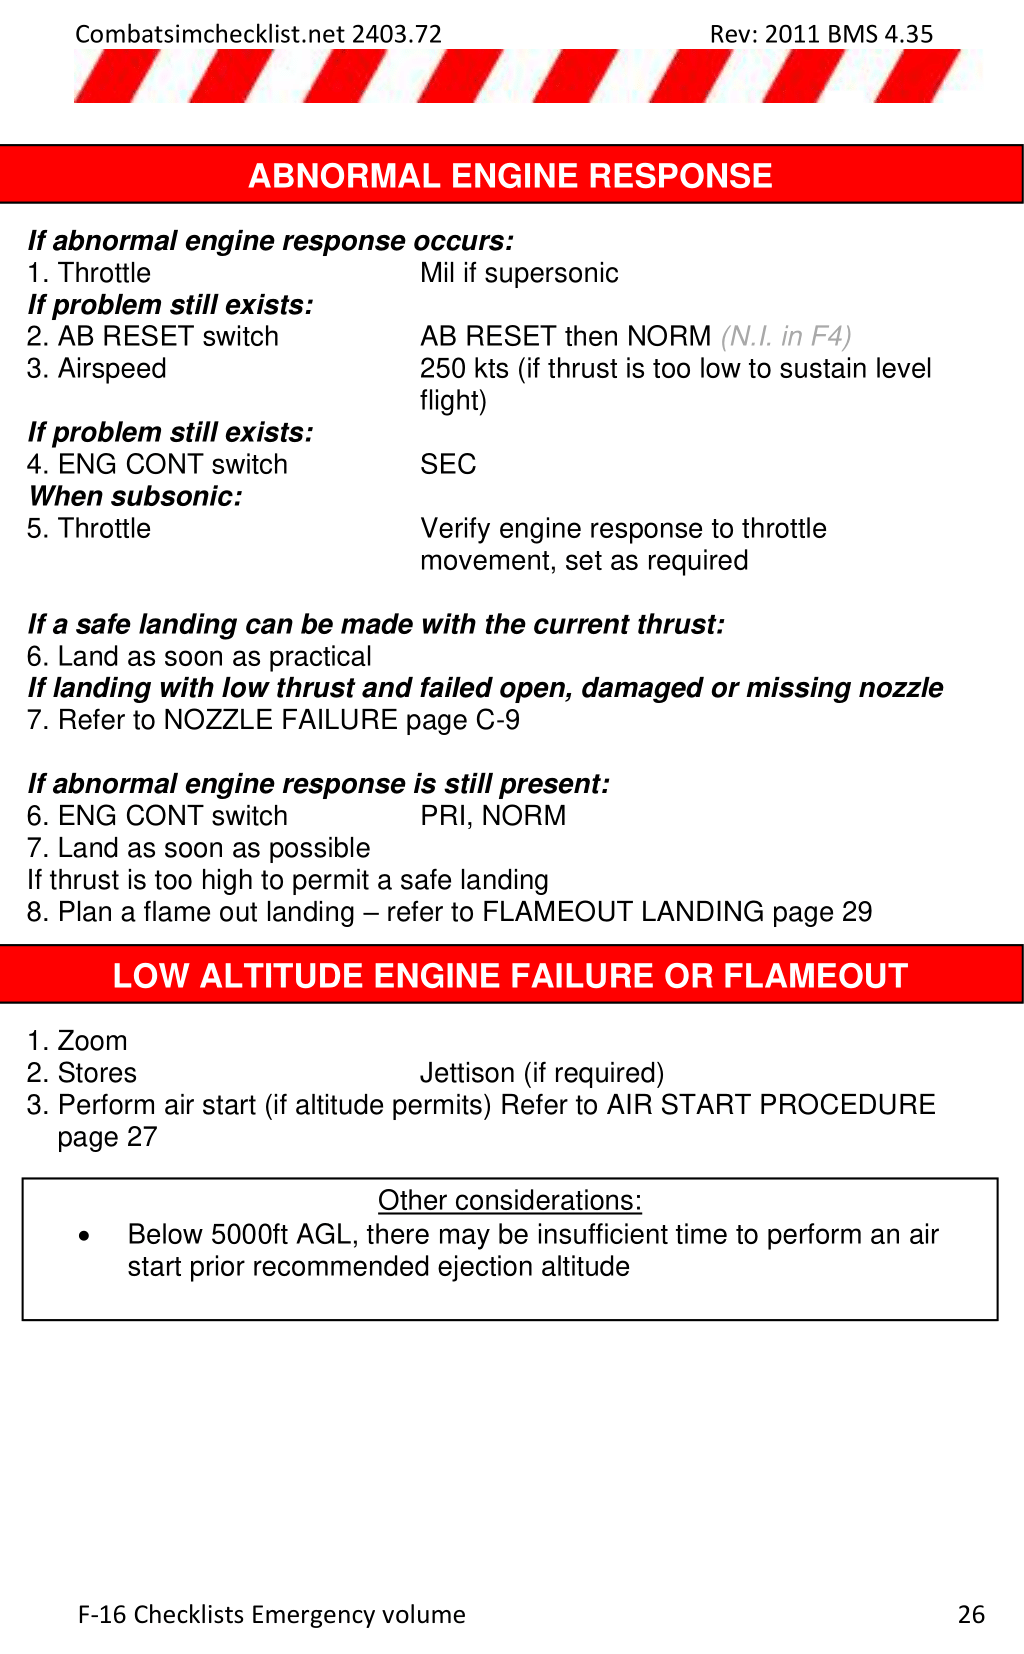 Combatsimchecklist.net 2403.72 Rev: 2011 BMS 4.35
ABNORMAL ENGINE RESPONSE
If abnormal engine response occurs:
1. Throttle Mil if supersonic
If problem still exists:
2. AB RESET switch AB RESET then NORM (N.I. in F4)
3. Airspeed 250 kts (if thrust is too low to sustain level
flight)
If problem still exists:
4. ENG CONT switch SEC
When subsonic:
5. Throttle Verify engine response to throttle
movement, set as required
If a safe landing can be made with the current thrust:
6. Land as soon as practical
If landing with low thrust and failed open, damaged or missing nozzle
7. Refer to NOZZLE FAILURE page C-9
If abnormal engine response is still present:
6. ENG CONT switch PRI, NORM
7. Land as soon as possible
If thrust is too high to permit a safe landing
8. Plan a flame out landing – refer to FLAMEOUT LANDING page 29
LOW ALTITUDE ENGINE FAILURE OR FLAMEOUT
1. Zoom
2. Stores Jettison (if required)
3. Perform air start (if altitude permits) Refer to AIR START PROCEDURE
page 27
Other considerations:
• Below 5000ft AGL, there may be insufficient time to perform an air
start prior recommended ejection altitude
F-16 Checklists Emergency volume 26